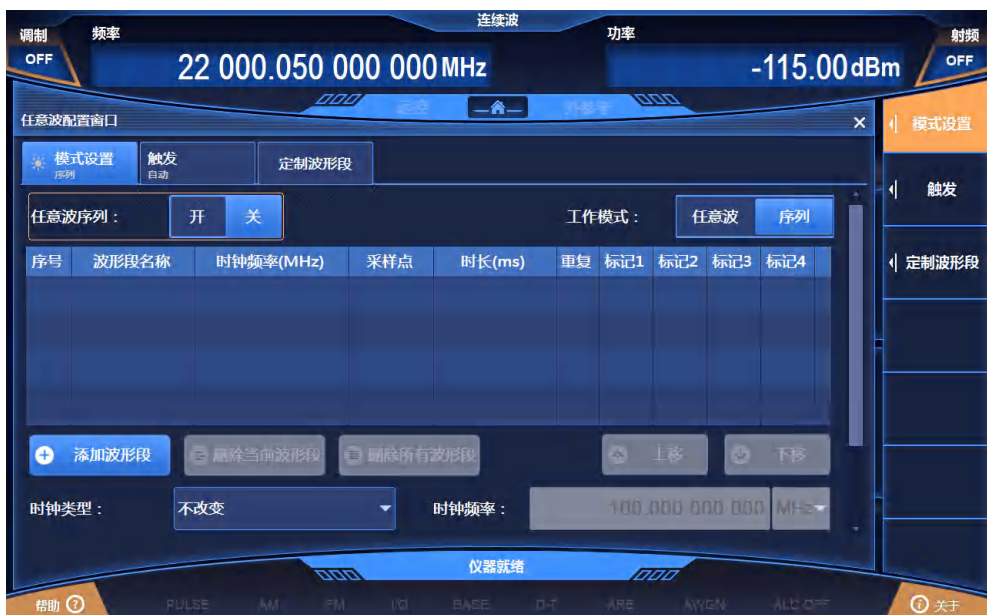 连续波
调制 频率 功率 射频
OFF 22 000.050 000 000 MHz -115.00 dBm OFF
远控 外参考
任意波配置窗口 × 模式设置
模式设置 触发 定制波形段
序列 自动
触发
任意波序列： 开 关 工作模式： 任意波 序列
序号 波形段名称 时钟频率(MHz) 采样点 时长(ms) 重复 标记1 标记2 标记3 标记4
定制波形段
添加波形段 删除当前波形段 删除所有波形段 上移 下移
时钟类型： 不改变 时钟频率： 100.000 000 000 MHz
仪器就绪
帮助 PULSE AM FM I/Q BASE D-T ARB AWGN ALC OFF 关于